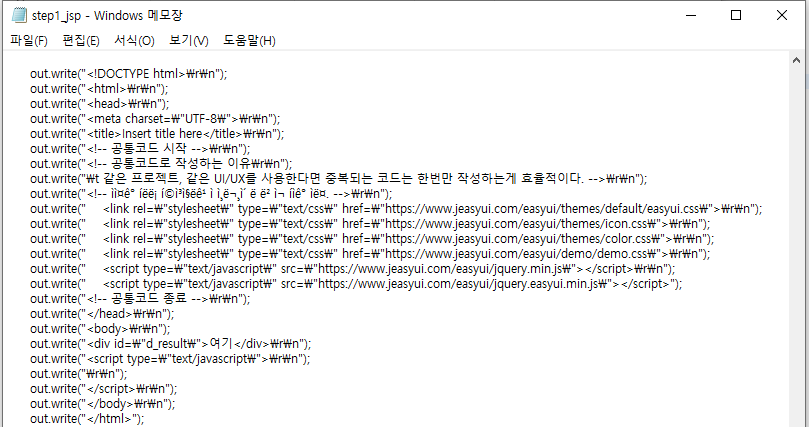 step1_jsp - Windows 메모장
파일(F) 편집(E) 서식(O) 보기(V) 도움말(H)
out.write("<!DOCTYPE html>₩r₩n");
out.write("<html>₩r₩n");
out.write("<head>₩r₩n");
out.write("<meta charset=₩"UTF-8₩">₩r₩n");
out.write("<title>Insert title here</title>₩r₩n");
out.write("<!-- 공통코드 시작 -->₩r₩n");
out.write("<!-- 공통코드로 작성하는 이유₩r₩n");
out.write("₩t 같은 프로젝트, 같은 UI/UX를 사용한다면 중복되는 코드는 한번만 작성하는게 효율적이다. -->₩r₩n");
out.write("<!-- -->₩r₩n");
out.write("    <link rel=₩"stylesheet₩" type=₩"text/css₩" href=₩"https://www.jeasyui.com/easyui/themes/default/easyui.css₩">₩r₩n");
out.write("    <link rel=₩"stylesheet₩" type=₩"text/css₩" href=₩"https://www.jeasyui.com/easyui/themes/icon.css₩">₩r₩n");
out.write("    <link rel=₩"stylesheet₩" type=₩"text/css₩" href=₩"https://www.jeasyui.com/easyui/themes/color.css₩">₩r₩n");
out.write("    <link rel=₩"stylesheet₩" type=₩"text/css₩" href=₩"https://www.jeasyui.com/easyui/demo/demo.css₩">₩r₩n");
out.write("    <script type=₩"text/javascript₩" src=₩"https://www.jeasyui.com/easyui/jquery.min.js₩"></script>₩r₩n");
out.write("    <script type=₩"text/javascript₩" src=₩"https://www.jeasyui.com/easyui/jquery.easyui.min.js₩"></script>");
out.write("<!-- 공통코드 종료 -->₩r₩n");
out.write("</head>₩r₩n");
out.write("<body>₩r₩n");
out.write("<div id=₩"d_result₩">여기</div>₩r₩n");
out.write("<script type=₩"text/javascript₩">₩r₩n");
out.write("₩r₩n");
out.write("</script>₩r₩n");
out.write("</body>₩r₩n");
out.write("</html>");